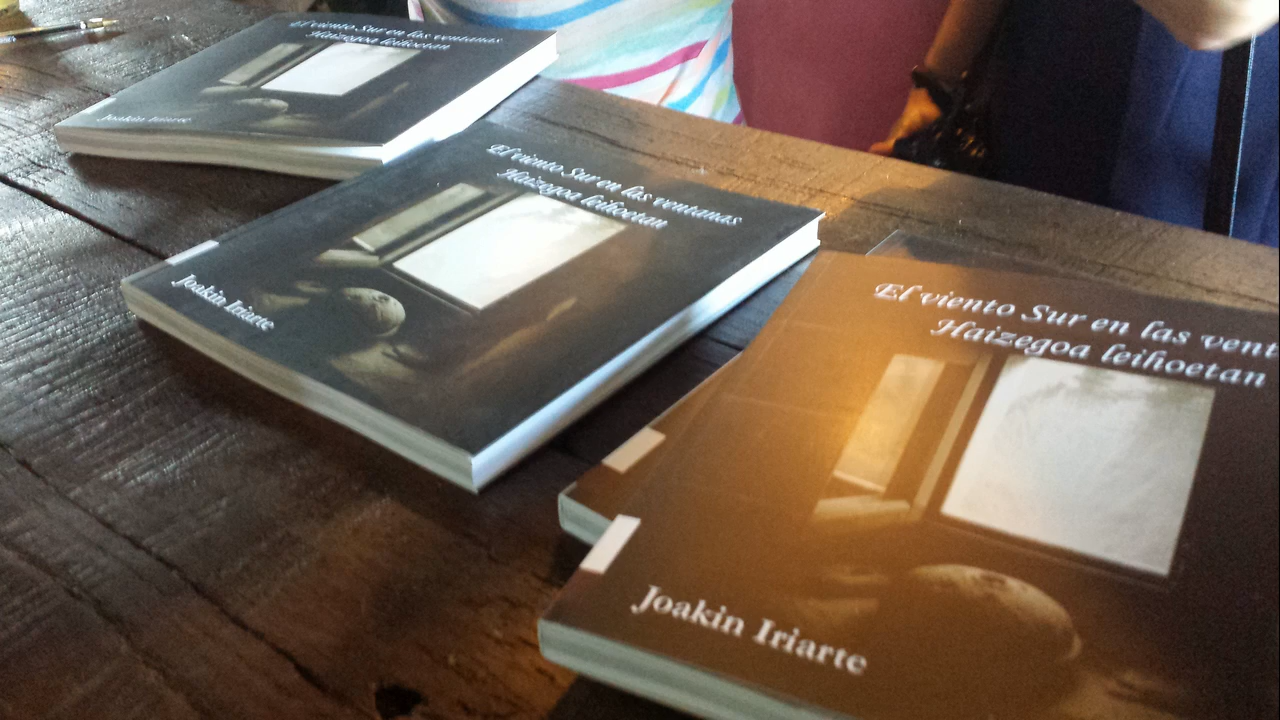 El viento Sur en las ventanas
Haizegoa leihoetan
Joakin Iriarte
El viento Sur en las ventanas
Haizegoa leihoetan
Joakin Iriarte
El viento Sur en las vent
Haizegoa leihoetan
Joakin Iriarte